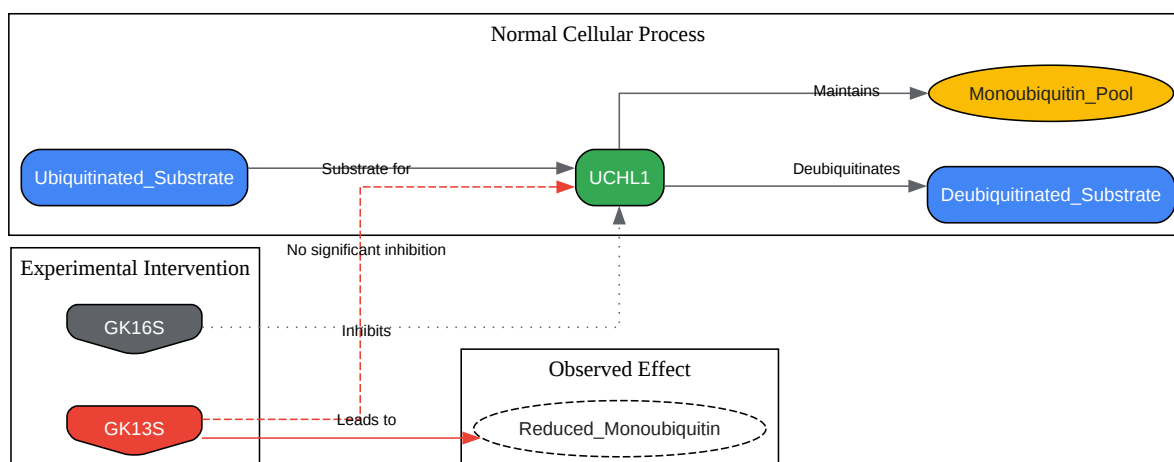 Normal Cellular Process
Maintains
Monoubiquitin_Pool
Ubiquitinated_Substrate
Substrate for
UCHL1
Deubiquitinates
Deubiquitinated_Substrate
No significant inhibition
Experimental Intervention
GK16S
Inhibits
Observed Effect
GK13S
Leads to
Reduced_Monoubiquitin